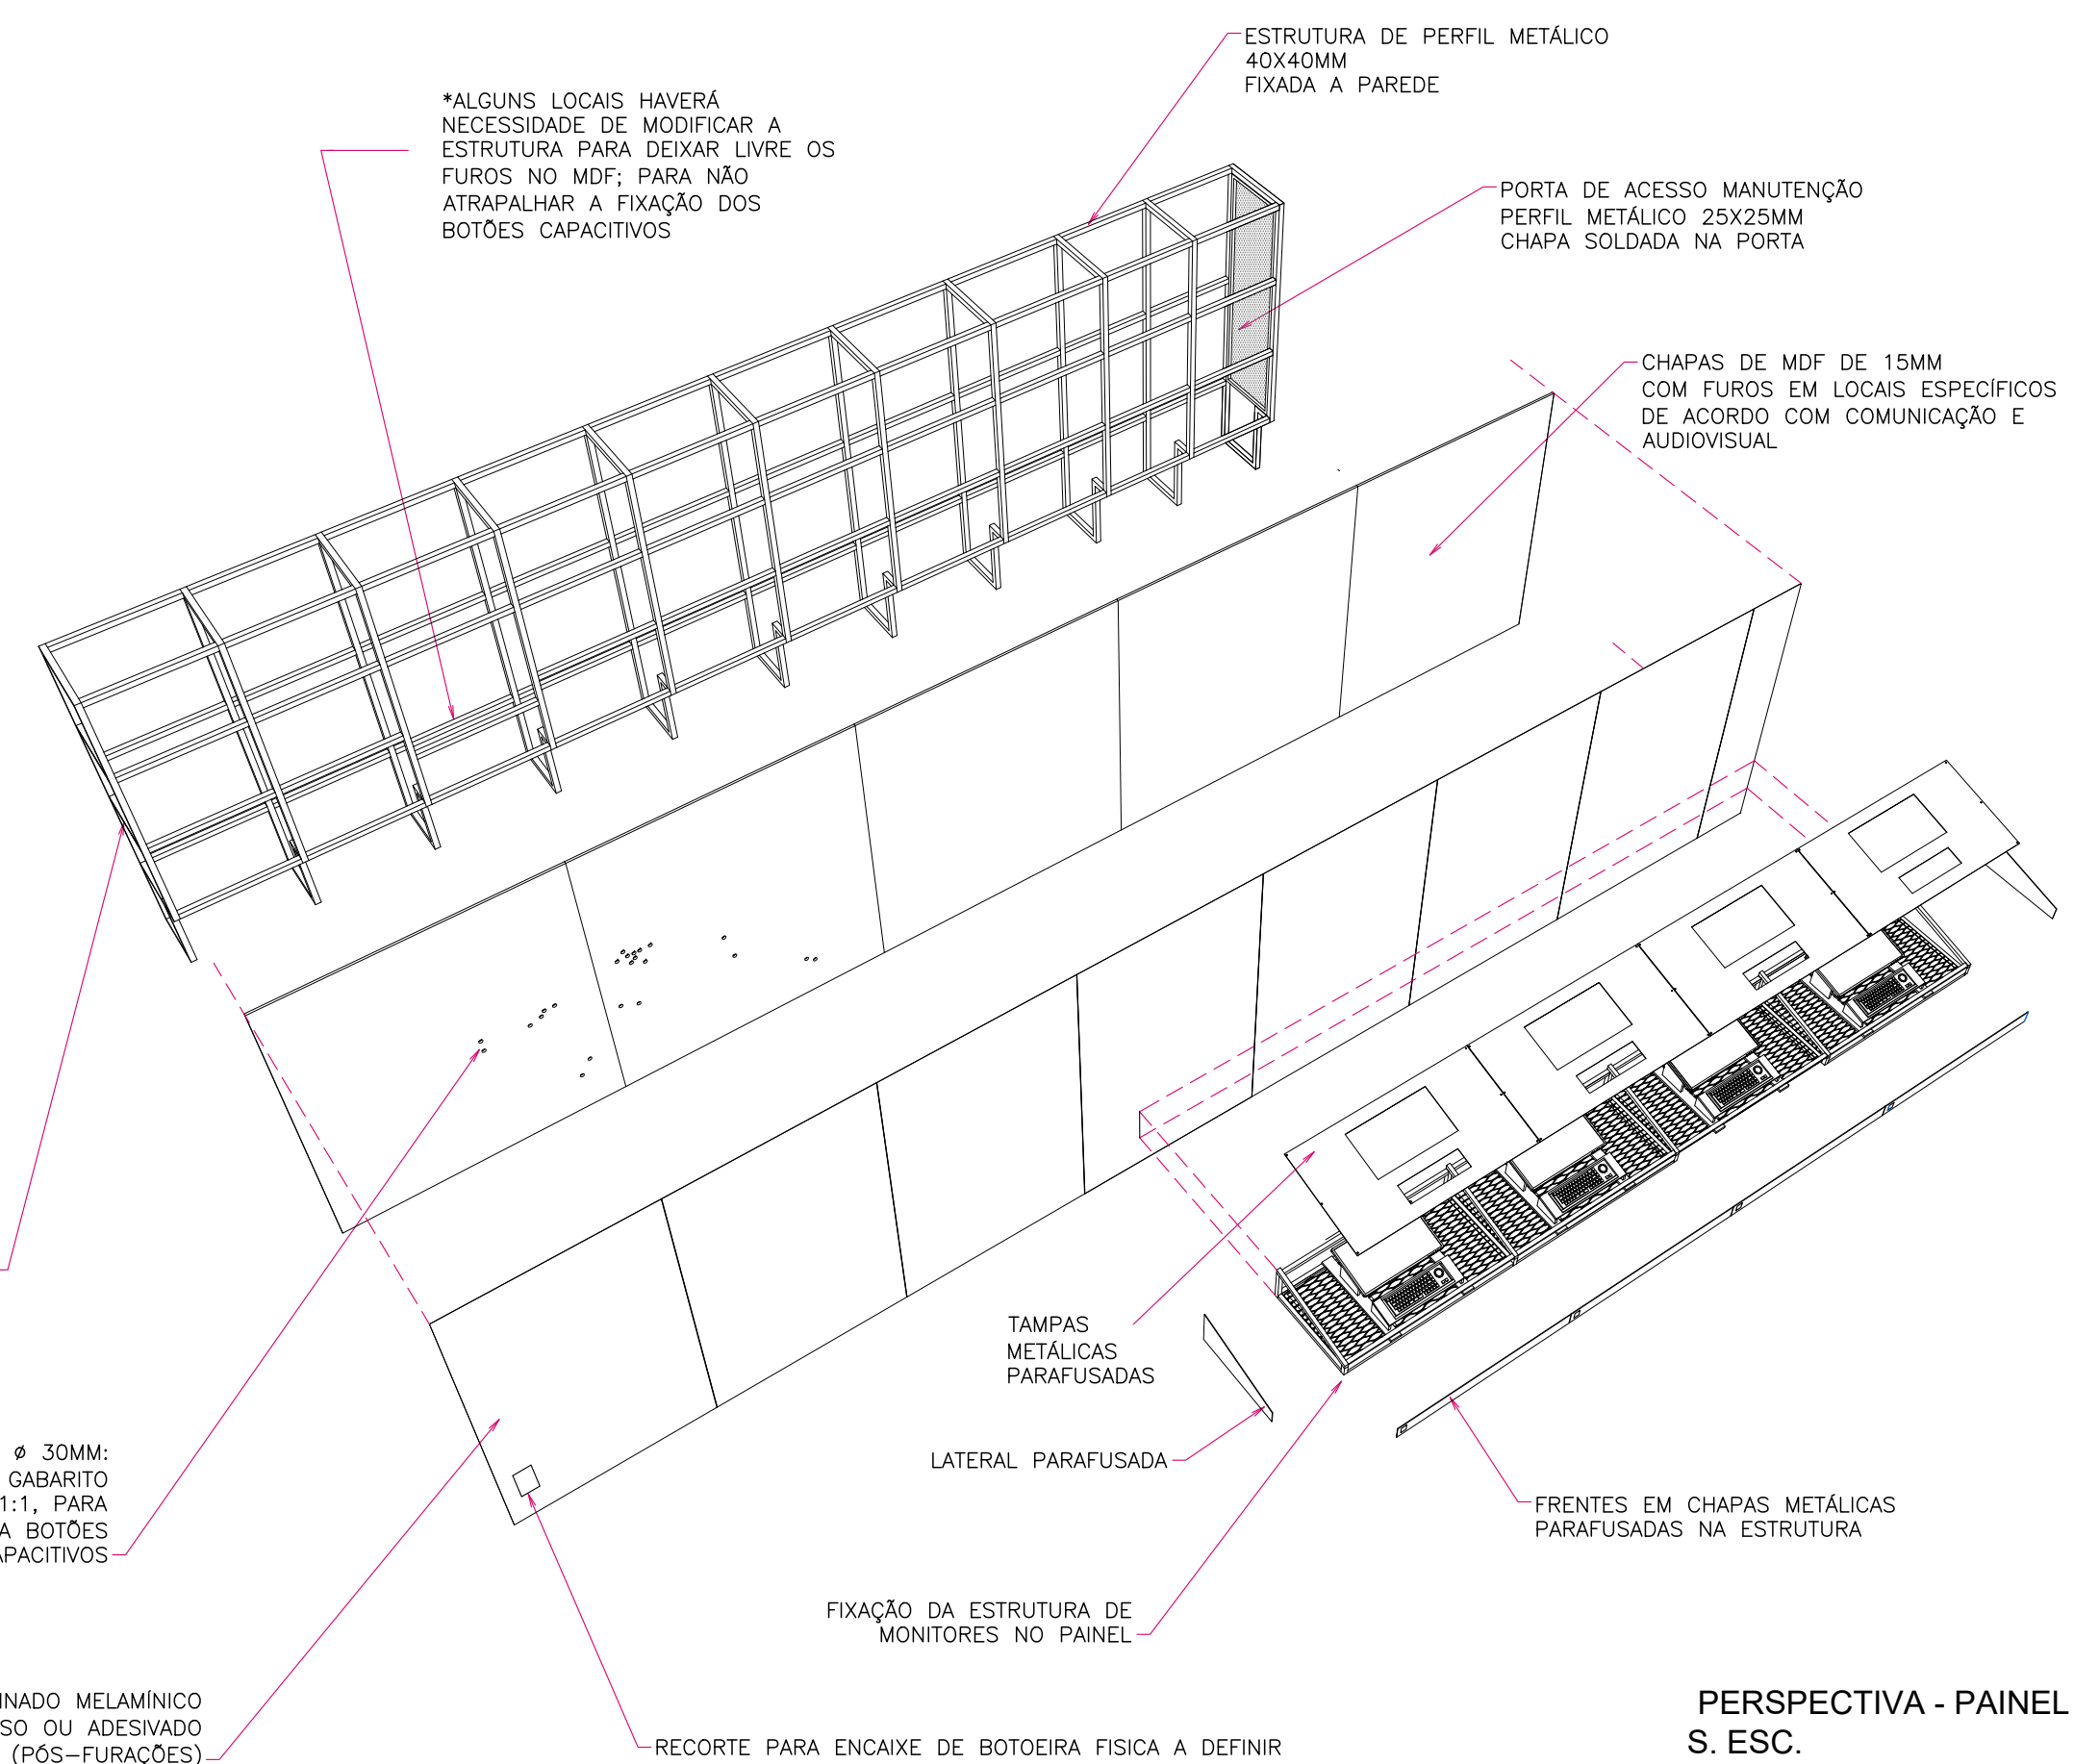 ESTRUTURA DE PERFIL METÁLICO
40X40MM
FIXADA A PAREDE
*ALGUNS LOCAIS HAVERÁ
NECESSIDADE DE MODIFICAR A
ESTRUTURA PARA DEIXAR LIVRE OS
FUROS NO MDF; PARA NÃO
ATRAPALHAR A FIXAÇÃO DOS
BOTÕES CAPACITIVOS
PORTA DE ACESSO MANUTENÇÃO
PERFIL METÁLICO 25X25MM
CHAPA SOLDADA NA PORTA
CHAPAS DE MDF DE 15MM
COM FUROS EM LOCAIS ESPECÍFICOS
DE ACORDO COM COMUNICAÇÃO E
AUDIOVISUAL
TAMPAS
METÁLICAS
PARAFUSADAS
LATERAL PARAFUSADA
Ø 30MM:
GABARITO
1:1, PARA
A BOTÕES
APACITIVOS
FRENTES EM CHAPAS METÁLICAS
PARAFUSADAS NA ESTRUTURA
FIXAÇÃO DA ESTRUTURA DE
MONITORES NO PAINEL
INADO MELAMÍNICO
SO OU ADESIVADO
(PÓS-FURAÇÕES)
RECORTE PARA ENCAIXE DE BOTOEIRA FISICA A DEFINIR
PERSPECTIVA - PAINEL
S. ESC.